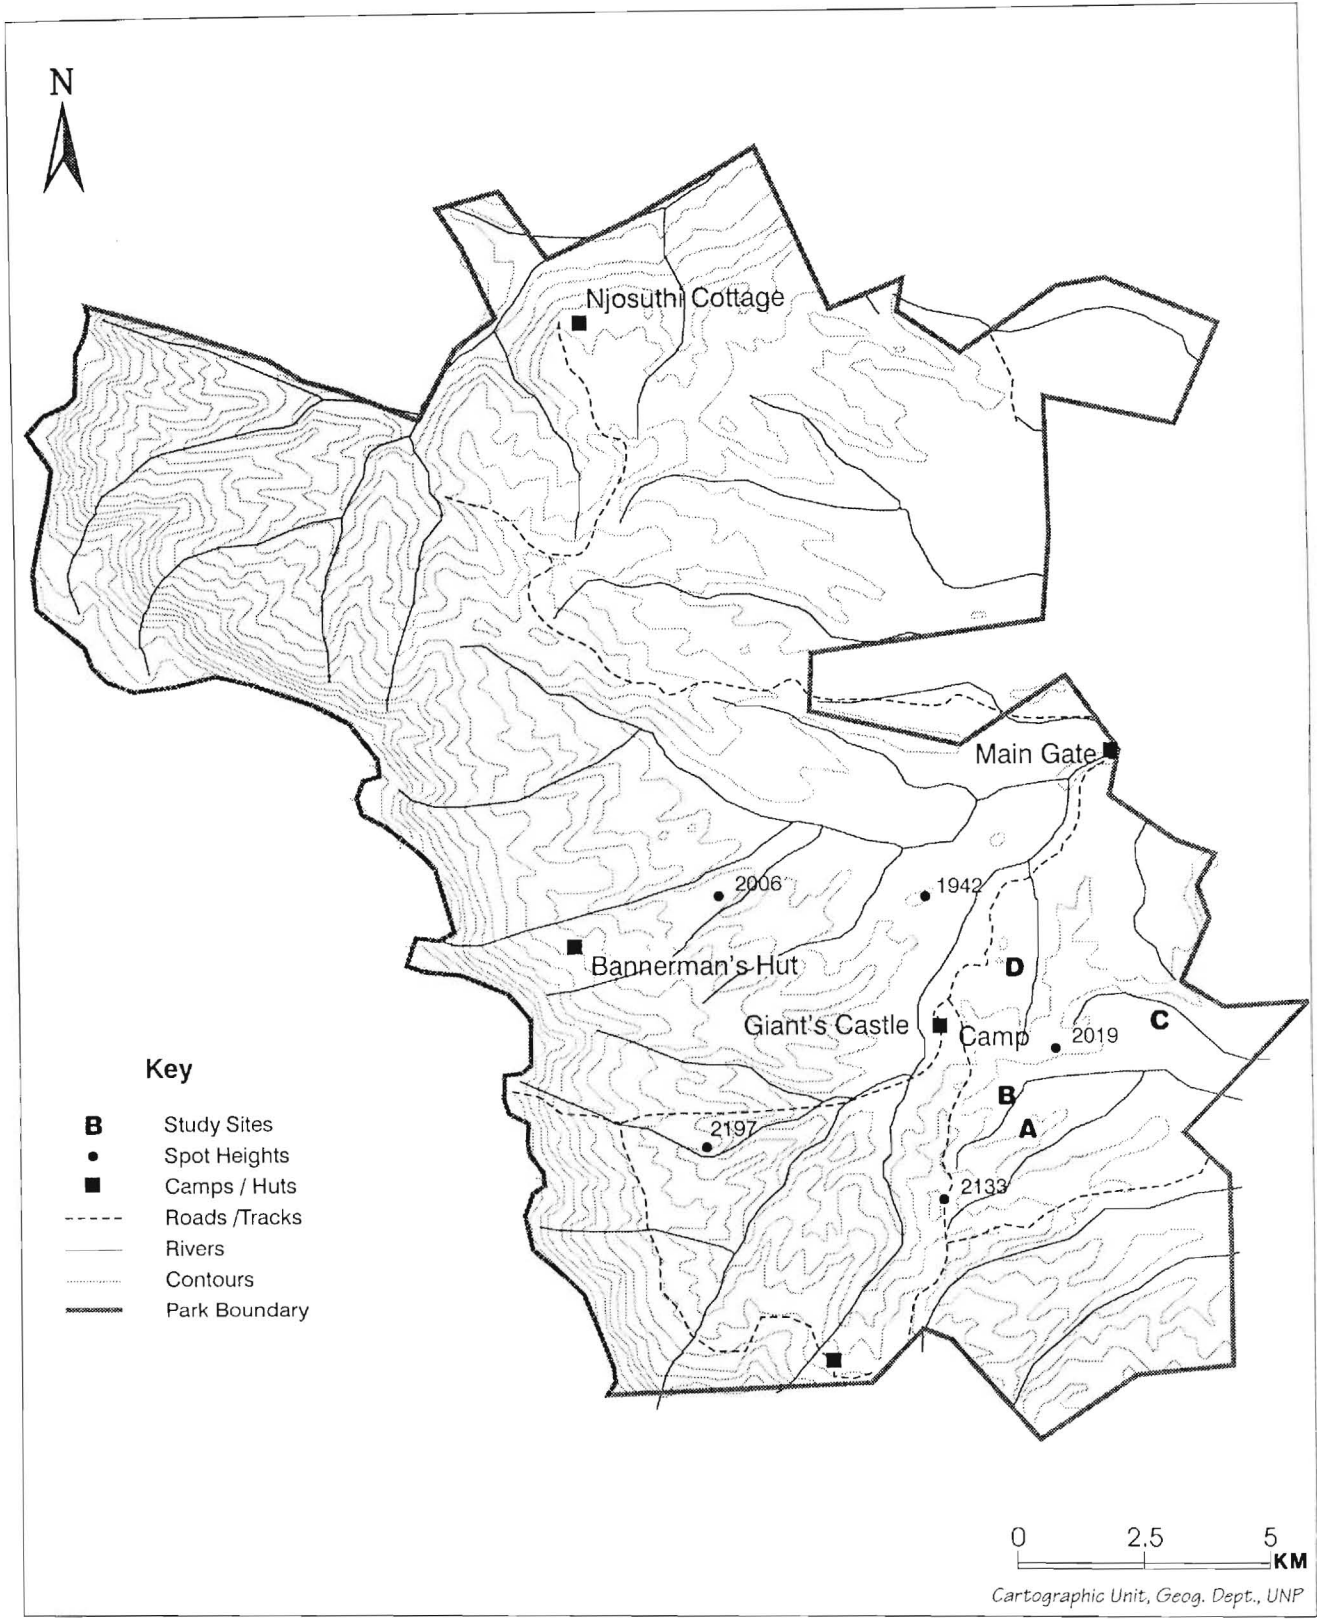 N
Njosuthi Cottage
Main Gate
2006
1942
Bannerman's Hut
D
Giant's Castle
Camp
2019
C
B
A
2197
2133
Key
B Study Sites
Spot Heights
Camps / Huts
Roads /Tracks
Rivers
Contours
Park Boundary
0 2.5 5
KM
Cartographic Unit, Geog. Dept., UNP